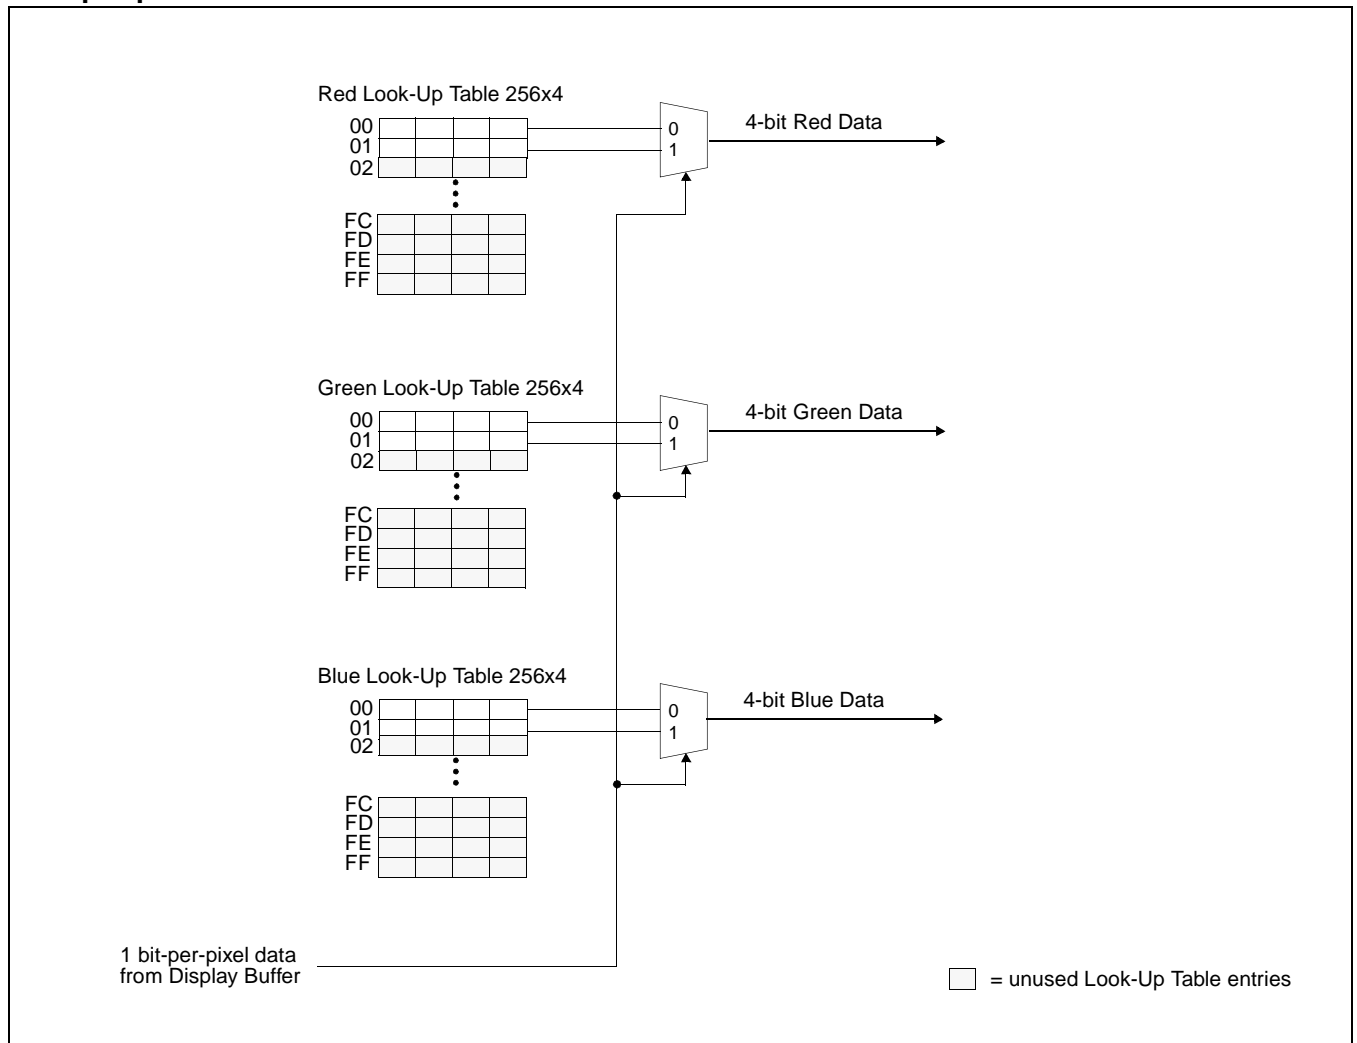 Red Look-Up Table 256x4
00
01
02
FC
FD
FE
FF
0
1
4-bit Red Data
Green Look-Up Table 256x4
00
01
02
FC
FD
FE
FF
0
1
4-bit Green Data
Blue Look-Up Table 256x4
00
01
02
FC
FD
FE
FF
0
1
4-bit Blue Data
1 bit-per-pixel data
from Display Buffer
= unused Look-Up Table entries